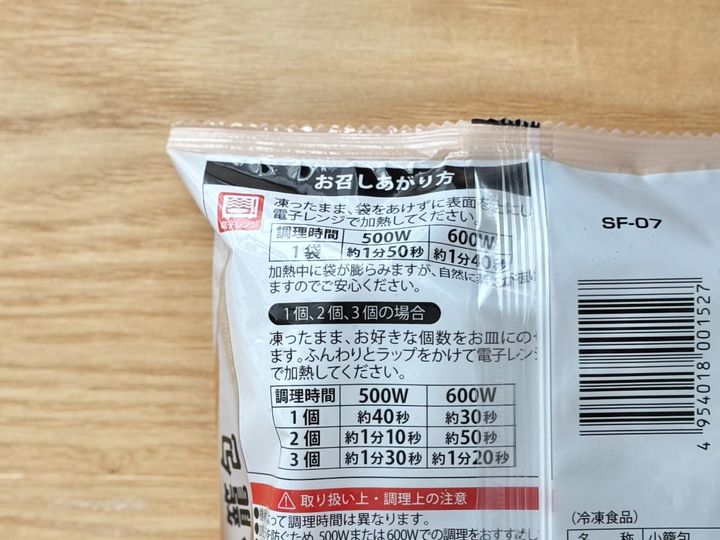 お召しあがり方
電子レンジ
凍ったまま、袋をあけずに表面を
電子レンジで加熱してください。
調理時間 500W 600W
1袋 約1分50秒 約1分40秒
加熱中に袋が膨らみますが、自然に
ますのでご安心ください。
1個、2個、3個の場合
凍ったまま、お好きな個数をお皿にの
ます。ふんわりとラップをかけて電子レン
で加熱してください。
調理時間 500W 600W
1個 約40秒 約30秒
2個 約1分10秒 約50秒
3個 約1分30秒 約1分20秒
取り扱い上・調理上の注意
って調理時間は異なります。
防ぐため、500Wまたは600Wでの調理をおすすめし
SF-07
4 954018 001527
(冷凍食品)
名 称 小籠包